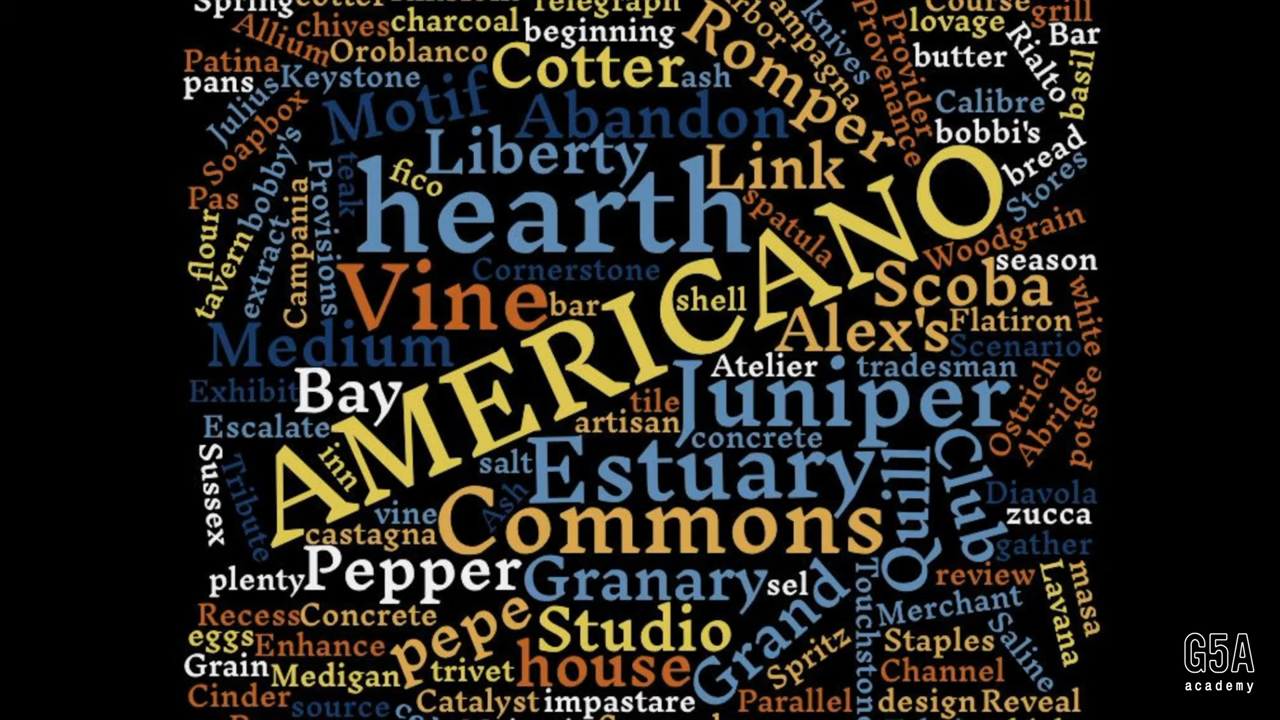 Spring
charcoal
Telegraph
Course
grill
Allium
chives
beginning
Romper
knives
Provenance
Provider
lovage
Rialto
Bar
Patina
Oroblanco
Cotter
ash
butter
basil
pans
Keystone
Julius
Soapbox
Motif
Abandon
Calibre
bobbi's
bread
Stores
bobby's
teak
fico
Liberty
Link
Pas
Provisions
hearth
spatula
AMERICANO
Woodgrain
flour
tavern
extract
Campania
Cornerstone
season
Vine
bar
shell
Scoba
white
Medium
Alex's
Flatiron
Scenario
Exhibit
Bay
Atelier
tradesman
tile
Juniper
Ostrich
Abridge
potsge
Escalate
artisan
concrete
inn
salt
Estuary
Quill
Club
Sussex
Tribute
Ash
Diavola
vine
castagna
Commons
zucca
gather
plenty
Pepper
Granary
sel
Grand
Touchstone
review
Lavana
masa
Recess
Concrete
pepe
Studio
Merchant
Saline
eggs
Enhance
Spritz
Staples
Grain
Medigan
trivet
house
Channel
Cinder
source
Catalyst
impastare
Parallel
design
Reveal
G5A
academy